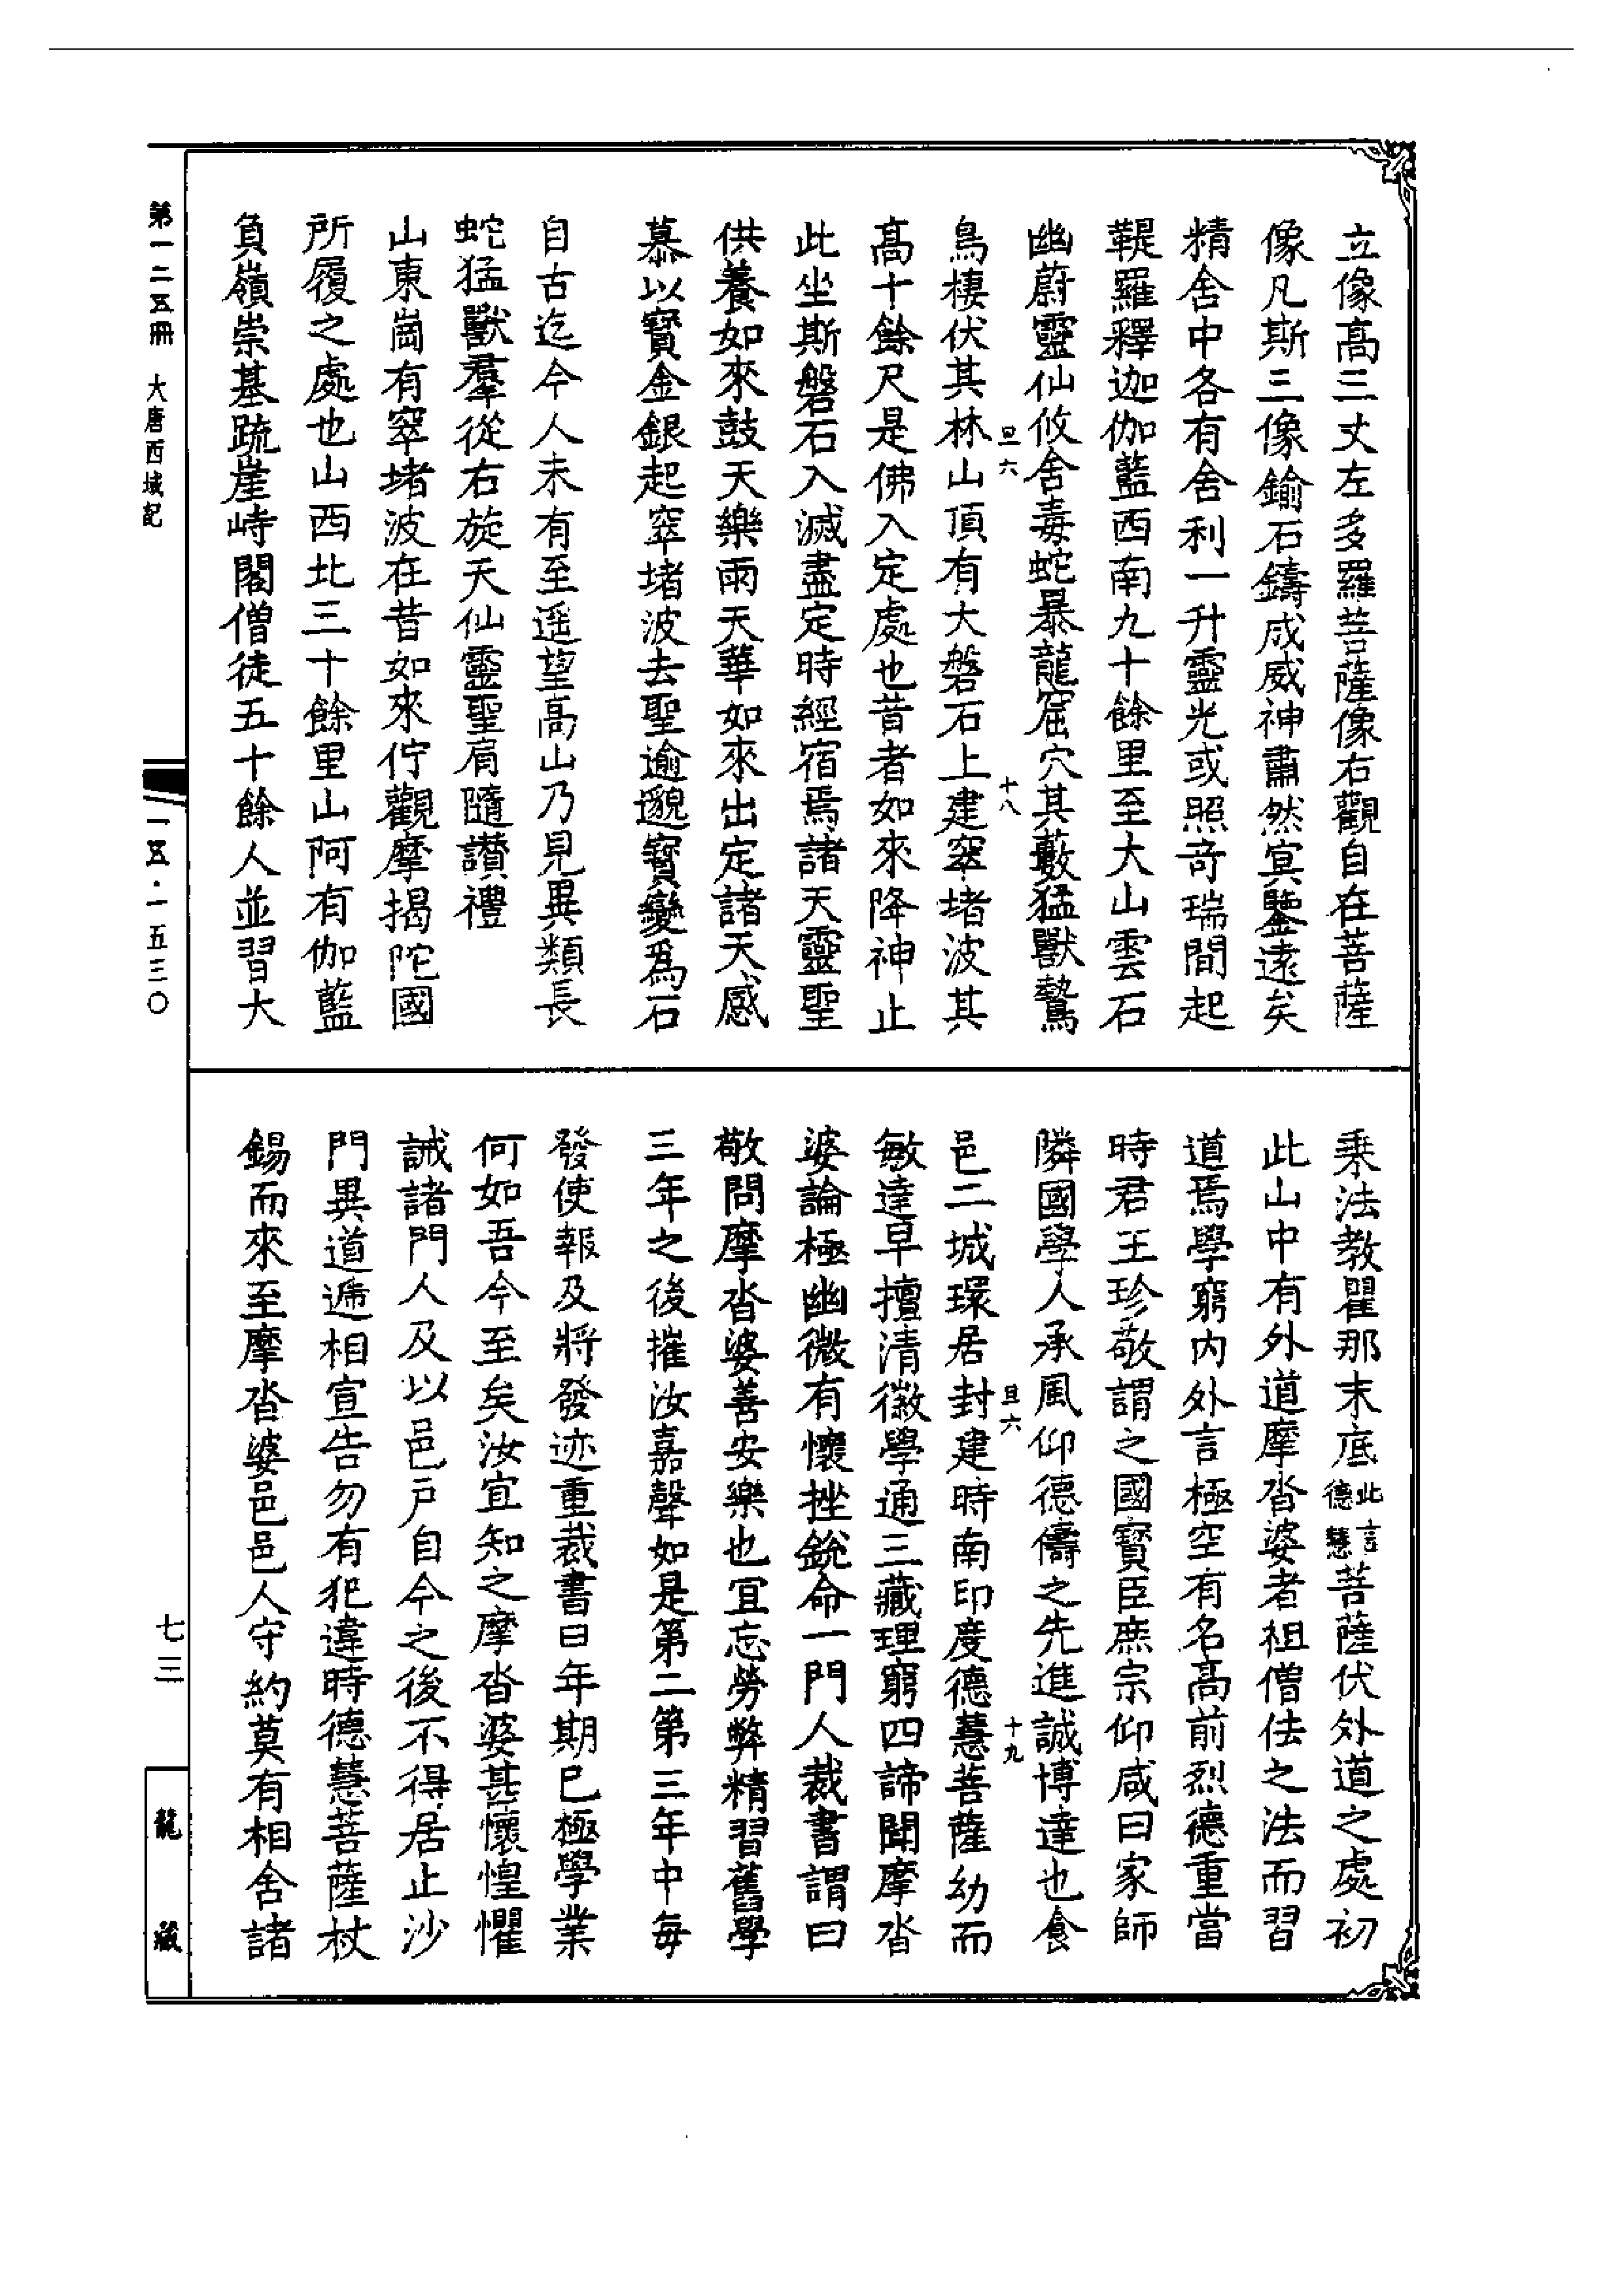 立像高三丈左多羅菩薩像右觀自在菩薩
像凡斯三像鍮石鑄成威神肅然冥鑒遠矣
精舍中各有舍利一升靈光或照奇瑞間起
鞮羅釋迦伽藍西南九十餘里至大山雲石
幽蔚靈仙攸舍毒蛇暴龍窟穴其藪猛獸鷙
旦六 十八
鳥棲伏其林山頂有大磐石上建窣堵波其
高十餘尺是佛入定處也昔者如來降神止
此坐斯磐石入滅盡定時經宿焉諸天靈聖
供養如來鼓天樂雨天華如來出定諸天感
慕以寶金銀起窣堵波去聖逾邈寶變爲石
自古迄今人未有至遥望高山乃見異類長
蛇猛獸羣從右旋天仙靈聖肩隨讚禮
山東崗有窣堵波在昔如來佇觀摩揭陀國
所履之處也山西北三十餘里山阿有伽藍
負嶺崇基疏崖峙閣僧徒五十餘人並習大
乘法教瞿那末底此言德慧菩薩伏外道之處初
此山中有外道摩沓婆者祖僧佉之法而習
道焉學窮内外言極空有名高前烈德重當
時君王珍敬謂之國寶臣庶宗仰咸曰家師
隣國學人承風仰德儔之先進誠博達也食
旦六 十九
邑二城環居封建時南印度德慧菩薩幼而
敏達早擅清徽學通三藏理窮四諦聞摩沓
婆論極幽微有懷挫銳命一門人裁書謂曰
敬問摩沓婆善安樂也宜忘勞弊精習舊學
三年之後摧汝嘉聲如是第二第三年中每
發使報及將發迹重裁書曰年期已極學業
何如吾今至矣汝宜知之摩沓婆甚懷惶懼
誡諸門人及以邑戶自今之後不得居止沙
門異道遞相宣告勿有犯違時德慧菩薩杖
錫而來至摩沓婆邑邑人守約莫有相舍諸
第一二五冊 大唐西域記
一五·一五三〇
七三
龍藏